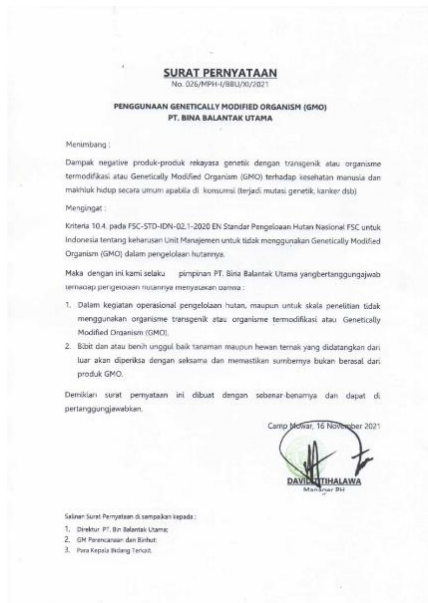 SURAT PERNYATAAN
No. 026/MPH-I/BBU/XI/2021
PENGGUNAAN GENETICALLY MODIFIED ORGANISM (GMO)
PT. BINA BALANTAK UTAMA
Menimbang :
Dampak negative produk-produk rekayasa genetik dengan transgenik atau organisme
termodifikasi atau Genetically Modified Organism (GMO) terhadap kesehatan manusia dan
makhluk hidup secara umum apabila di kunsumsi (terjadi mutasi genetik, kanker dsb)
Mengingat :
Kriteria 10.4. pada FSC-STD-IDN-02.1-2020 EN Standar Pengeloaan Hutan Nasional FSC untuk
Indonesia tentang keharusan Unit Manajemen untuk tidak menggunakan Genetically Modified
Organism (GMO) dalam pengelolaan hutannya.
Maka dengan ini kami selaku pimpinan PT. Bina Balantak Utama yangbertanggungjawab
terhadap pengelolaan hutannya menyatakan bahwa :
1. Dalam kegiatan operasional pengelolaan hutan, maupun untuk skala penelitian tidak
menggunakan organisme transgenik atau organisme termodifikasi atau Genetically
Modified Organism (GMO).
2. Bibit dan atau benih unggul baik tanaman maupun hewan ternak yang didatangkan dari
luar akan diperiksa dengan seksama dan memastikan sumbernya bukan berasal dari
produk GMO.
Demikian surat pernyataan ini dibuat dengan sebenar-benarnya dan dapat di
pertanggungjawabkan.
Camp Mowar, 16 November 2021
Manager PH
Salinan Surat Pernyataan di sampaikan kepada :
1. Direktur PT. Bin Balantak Utama;
2. GM Perencanaan dan Binhut;
3. Para Kepala Bidang Terkait.